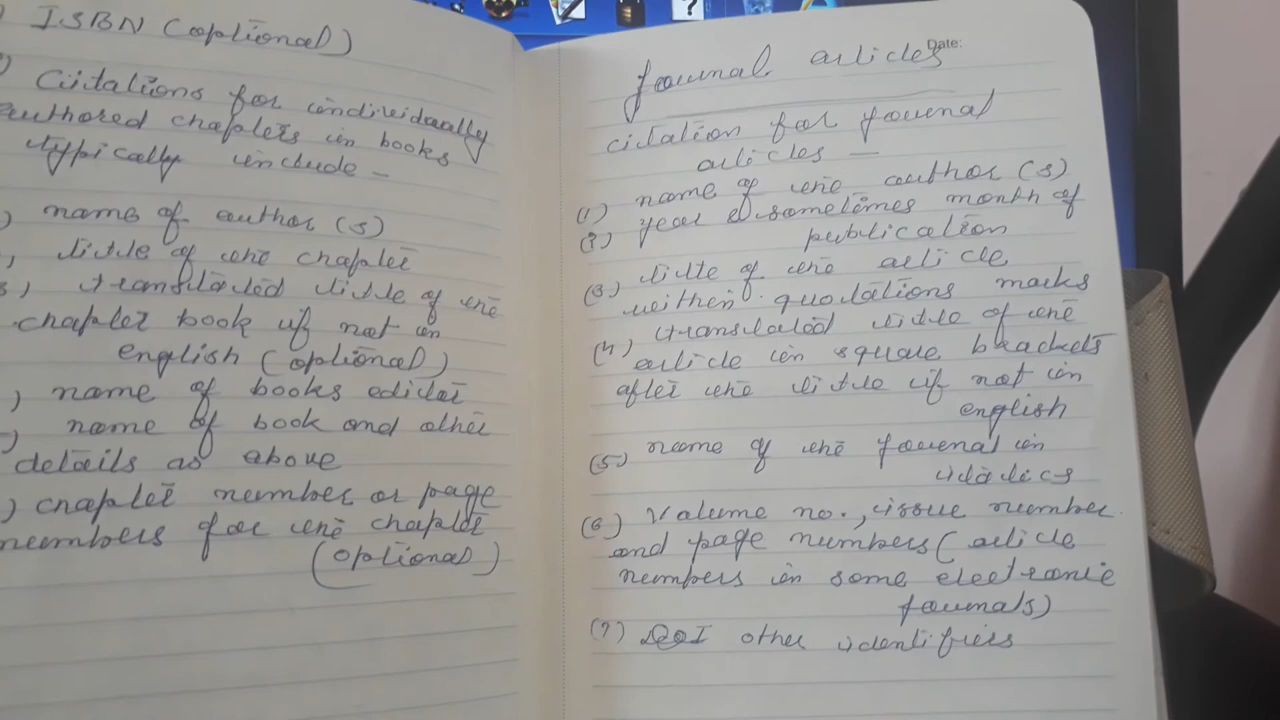 ISBN (optional)
Citations for individually
authored chapters in books
typically include -
name of author (s)
title of the chapter
translated title of the
chapter book if not in
english (optional)
name of books editor
name of book and other
details as above
chapter number or page
numbers for the chapter
(optional)
Date:
Journal articles
citation for journal
articles —
(1) name of the author (s)
(2) year & sometimes month of
publication
(3) title of the article
within quotations marks
(4) translated title of the
article in square brackets
after the title if not in
english
(5) name of the journal in
italics
(6) Volume no., issue number
and page numbers (article
numbers in some electronic
journals)
(7) DOI other identifiers